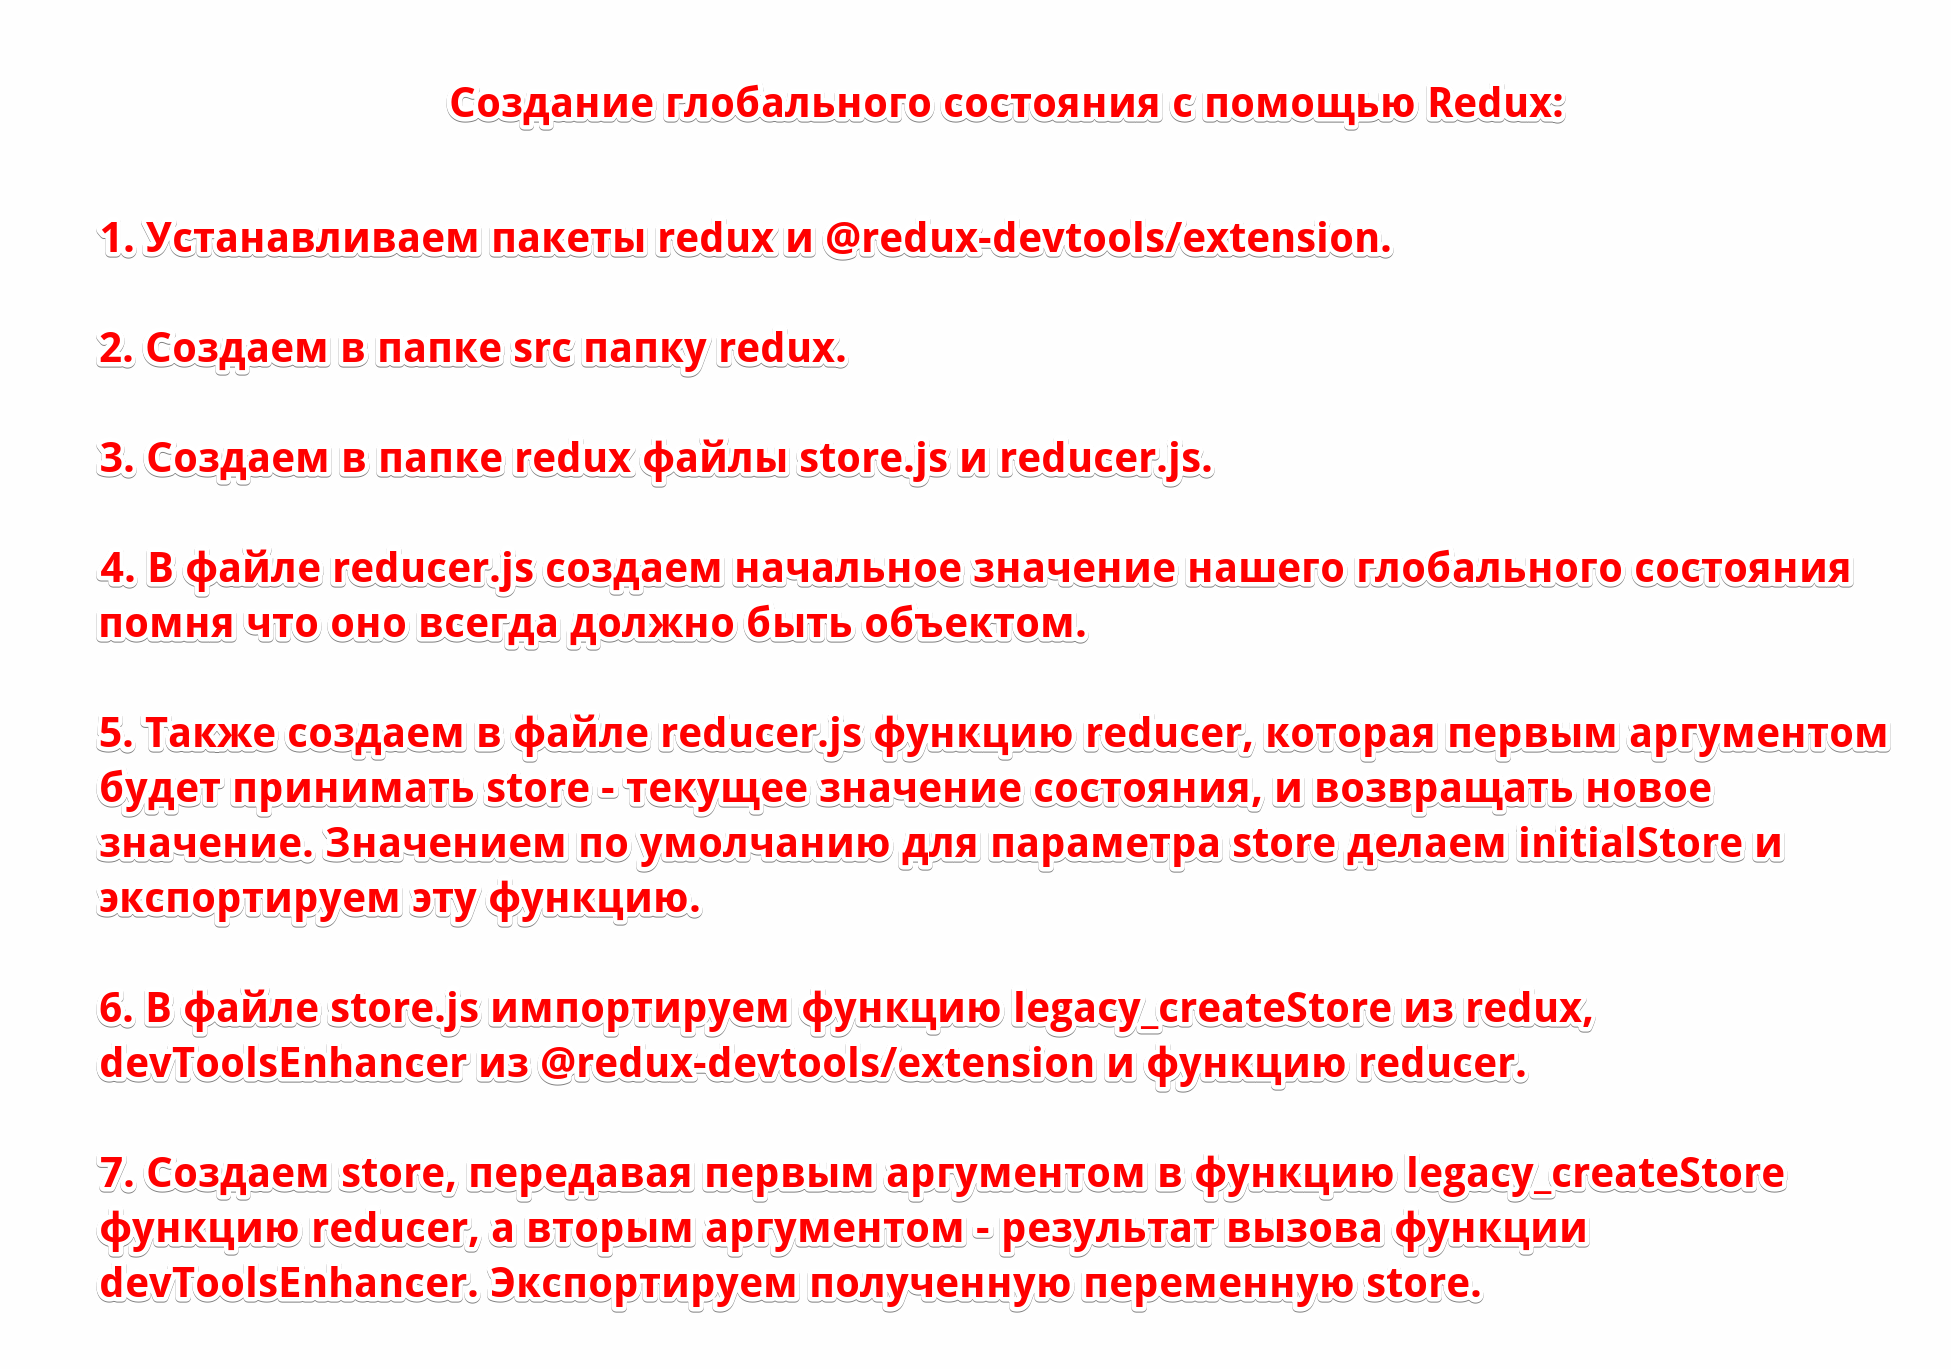 Создание глобального состояния с помощью Redux:
1. Устанавливаем пакеты redux и @redux-devtools/extension.
2. Создаем в папке src папку redux.
3. Создаем в папке redux файлы store.js и reducer.js.
4. В файле reducer.js создаем начальное значение нашего глобального состояния
помня что оно всегда должно быть объектом.
5. Также создаем в файле reducer.js функцию reducer, которая первым аргументом
будет принимать store - текущее значение состояния, и возвращать новое
значение. Значением по умолчанию для параметра store делаем initialStore и
экспортируем эту функцию.
6. В файле store.js импортируем функцию legacy_createStore из redux,
devToolsEnhancer из @redux-devtools/extension и функцию reducer.
7. Создаем store, передавая первым аргументом в функцию legacy_createStore
функцию reducer, а вторым аргументом - результат вызова функции
devToolsEnhancer. Экспортируем полученную переменную store.